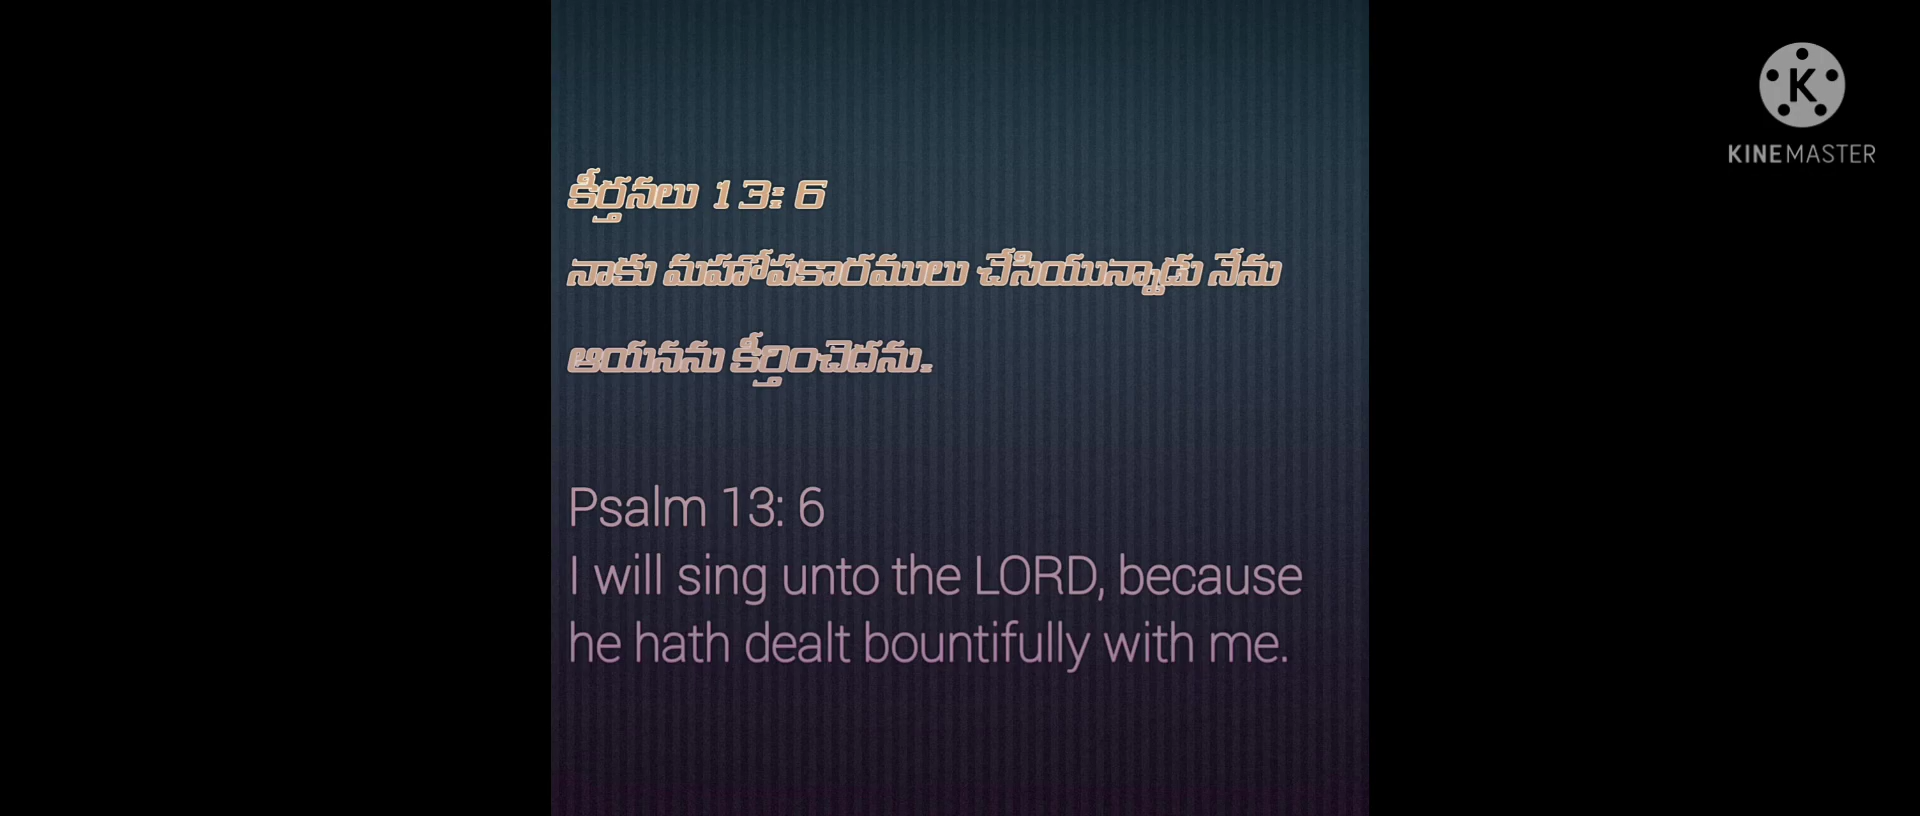 కీర్తనలు 13: 6
నాకు మహోపకారములు చేసియున్నాడు నేను
ఆయనను కీర్తించెదను.
Psalm 13: 6
I will sing unto the LORD, because
he hath dealt bountifully with me.
K
KINEMASTER